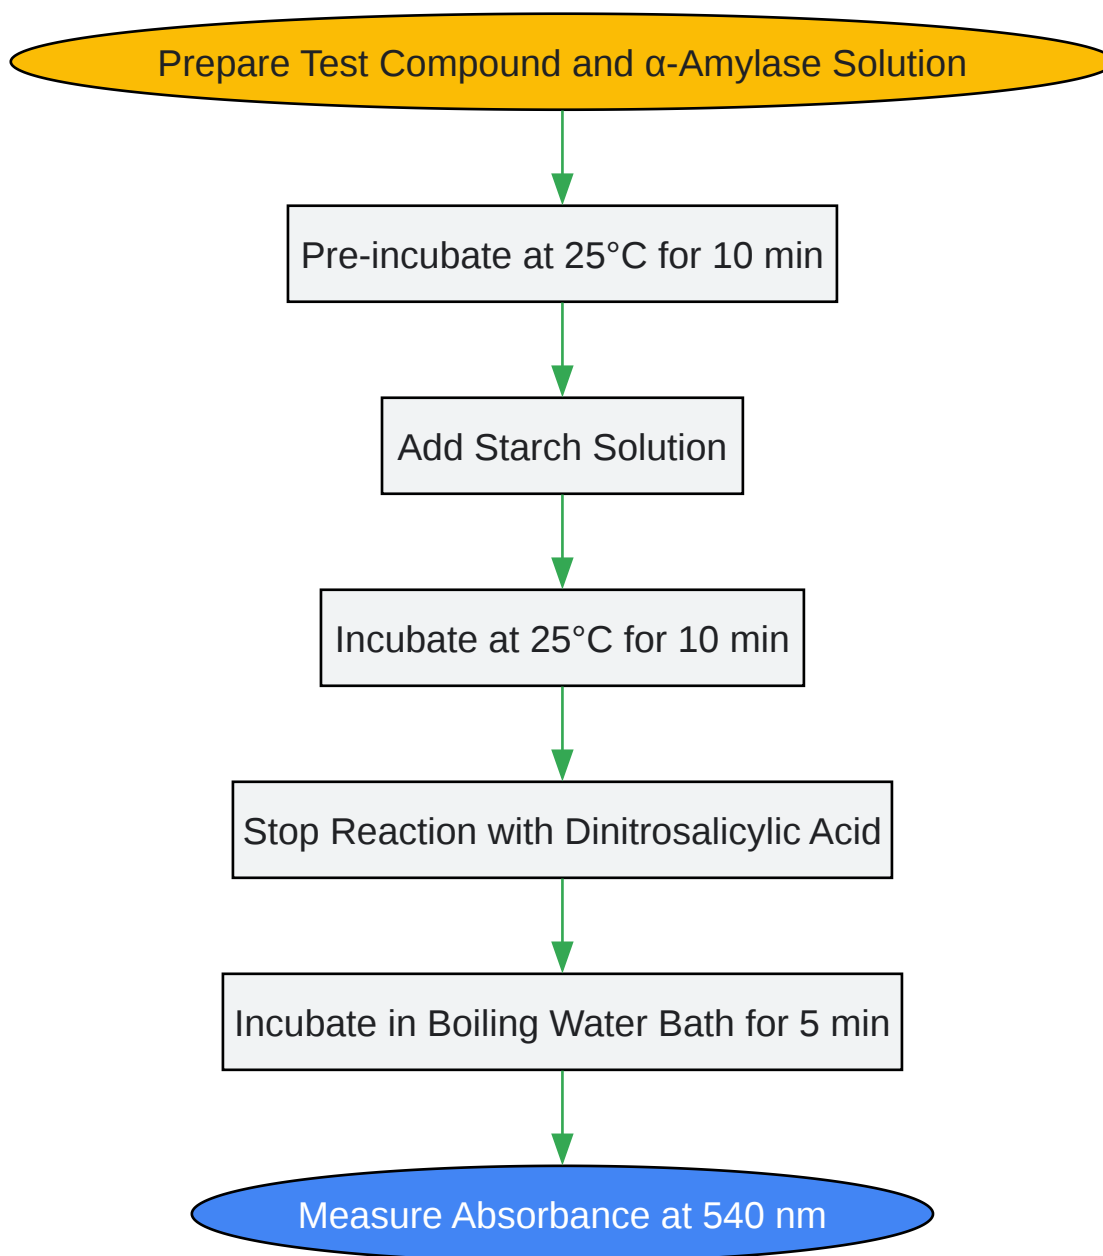 Prepare Test Compound and α-Amylase Solution
Pre-incubate at 25°C for 10 min
Add Starch Solution
Incubate at 25°C for 10 min
Stop Reaction with Dinitrosalicylic Acid
Incubate in Boiling Water Bath for 5 min
Measure Absorbance at 540 nm